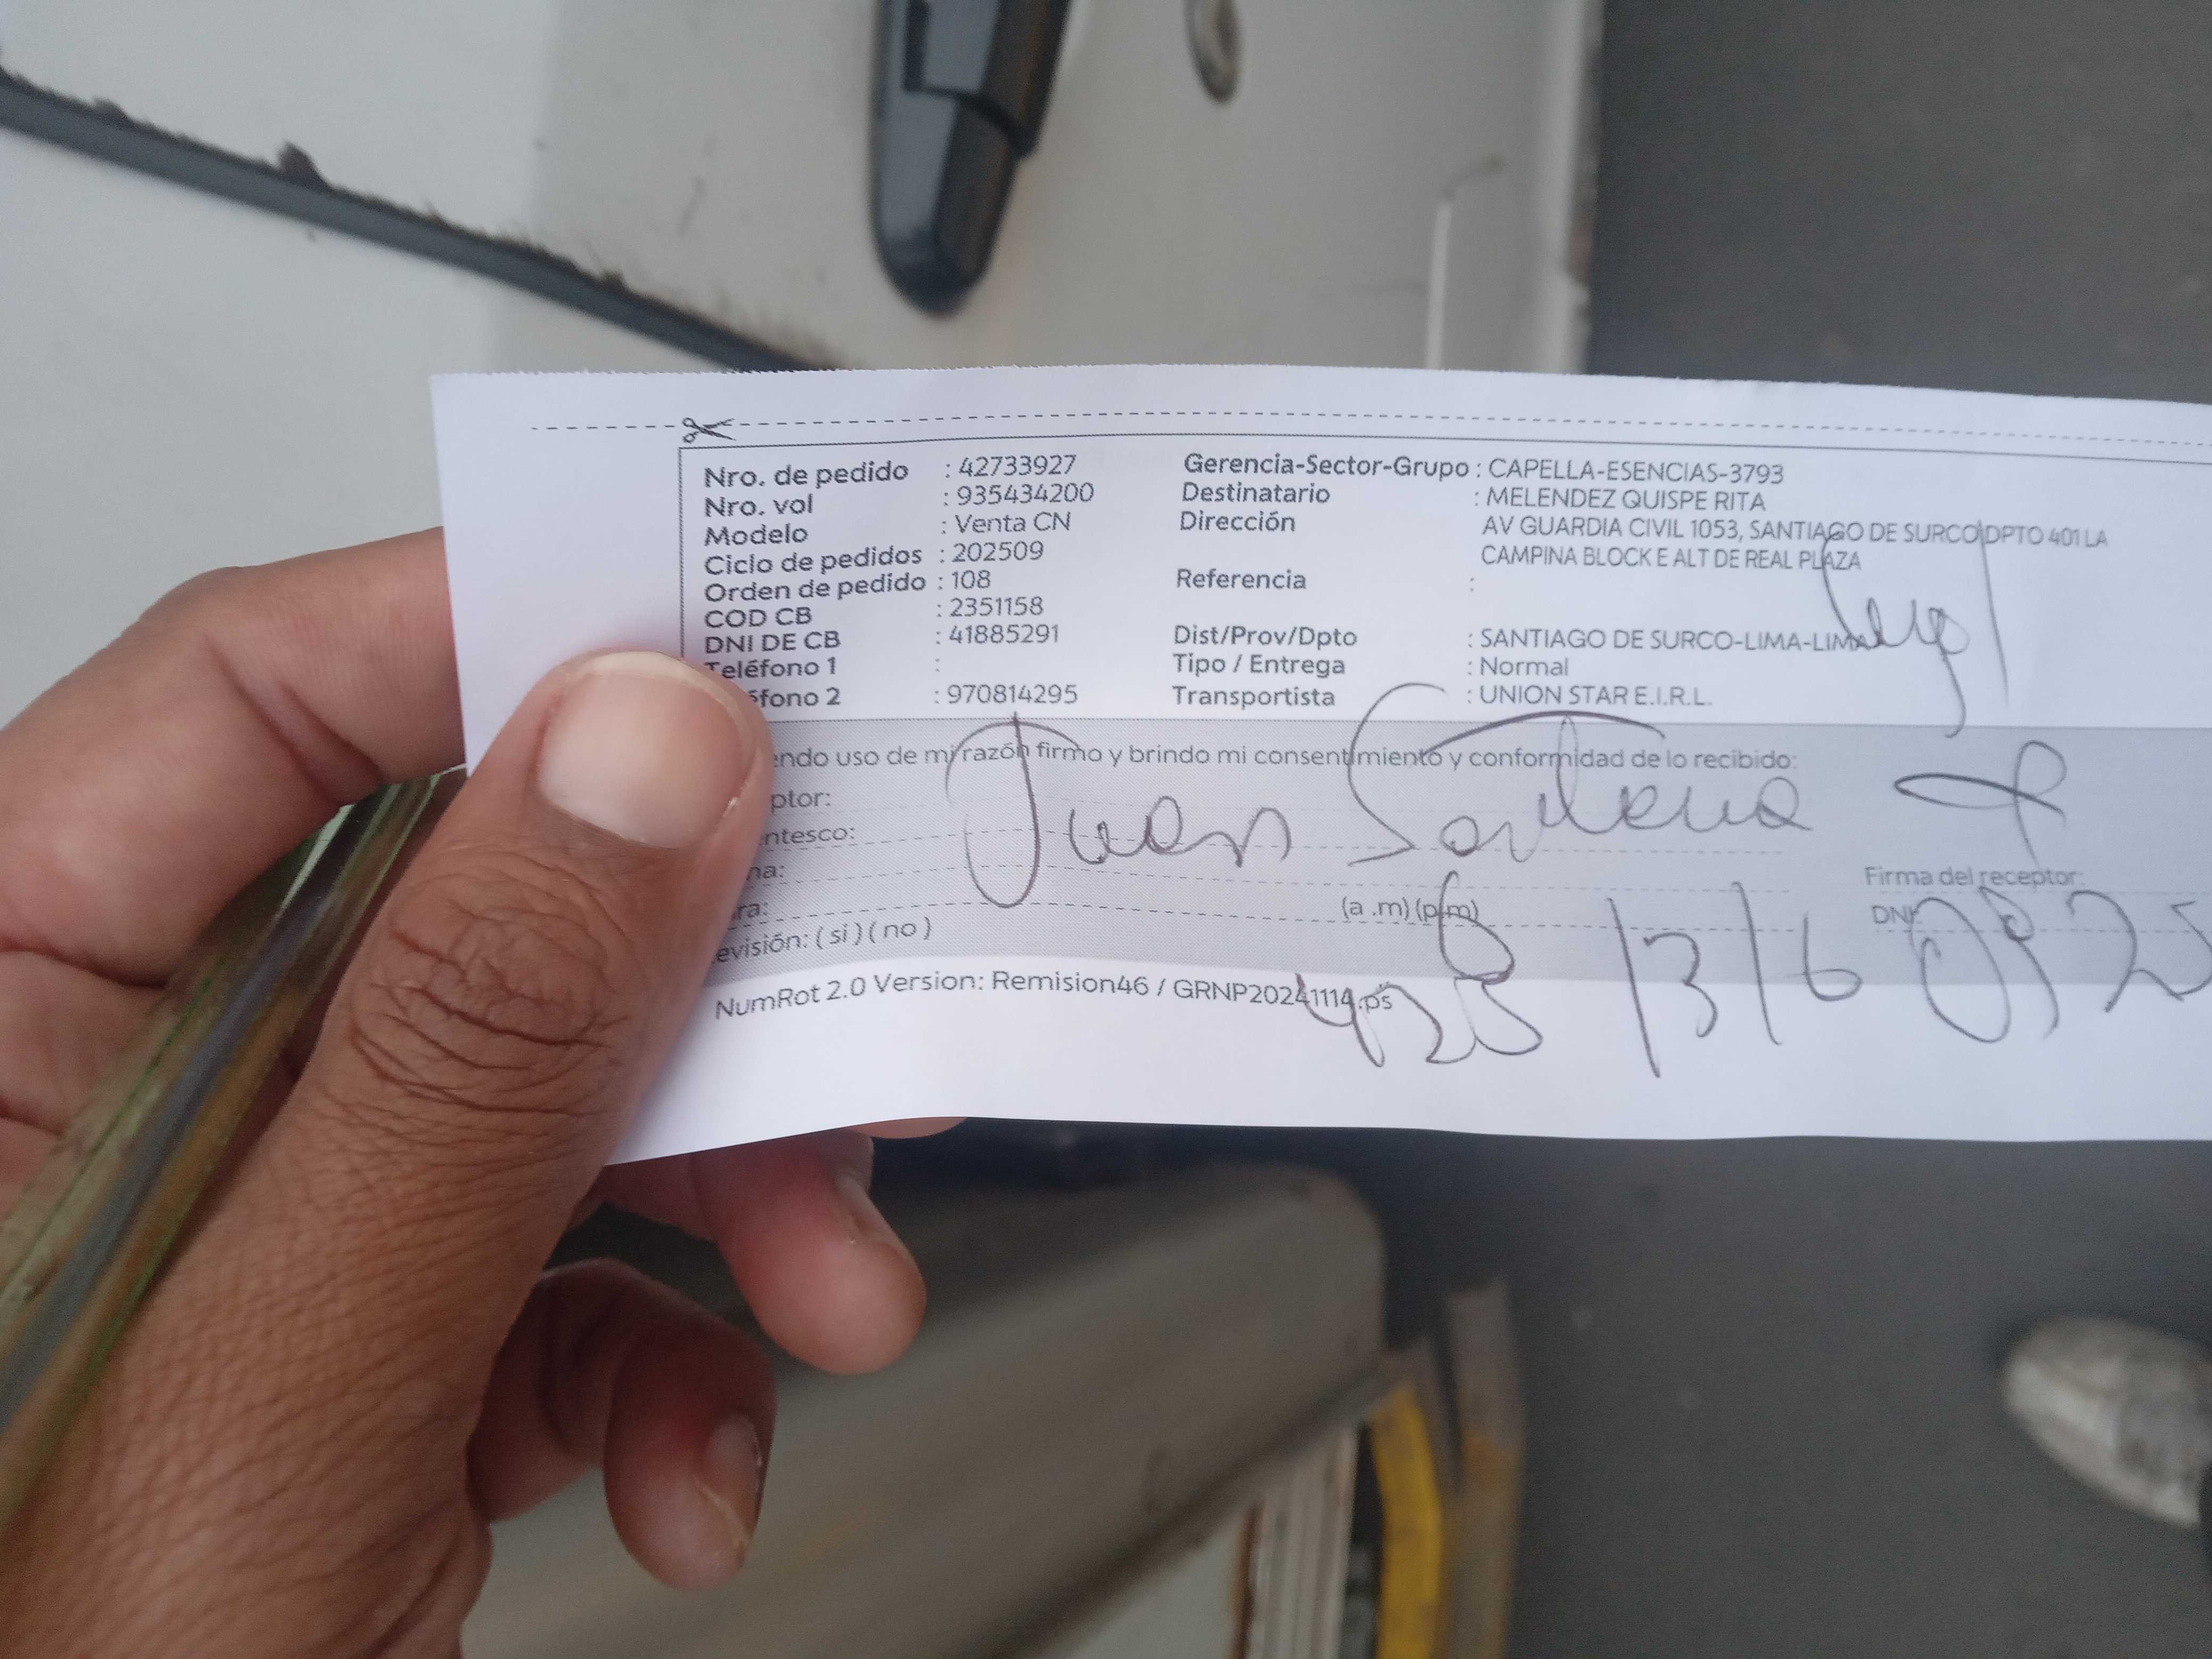 Nro. de pedido : 42733927
Nro. vol : 935434200
Modelo : Venta CN
Ciclo de pedidos : 202509
Orden de pedido : 108
COD CB : 2351158
DNI DE CB : 41885291
Teléfono 1 :
éfono 2 : 970814295
Gerencia-Sector-Grupo : CAPELLA-ESENCIAS-3793
Destinatario : MELENDEZ QUISPE RITA
Dirección AV GUARDIA CIVIL 1053, SANTIAGO DE SURCO DPTO 401 LA
CAMPINA BLOCK E ALT DE REAL PLAZA
Referencia :
Dist/Prov/Dpto : SANTIAGO DE SURCO-LIMA-LIMA
Tipo / Entrega : Normal
Transportista : UNION STAR E.I.R.L.
endo uso de mi razón firmo y brindo mi consentimiento y conformidad de lo recibido:
ptor: Juan
ntesco:
na:
ra: (a .m) (p.m)
evisión: ( si ) ( no )
Firma del receptor:
DNI:
NumRot 2.0 Version: Remision46 / GRNP20241114.ps